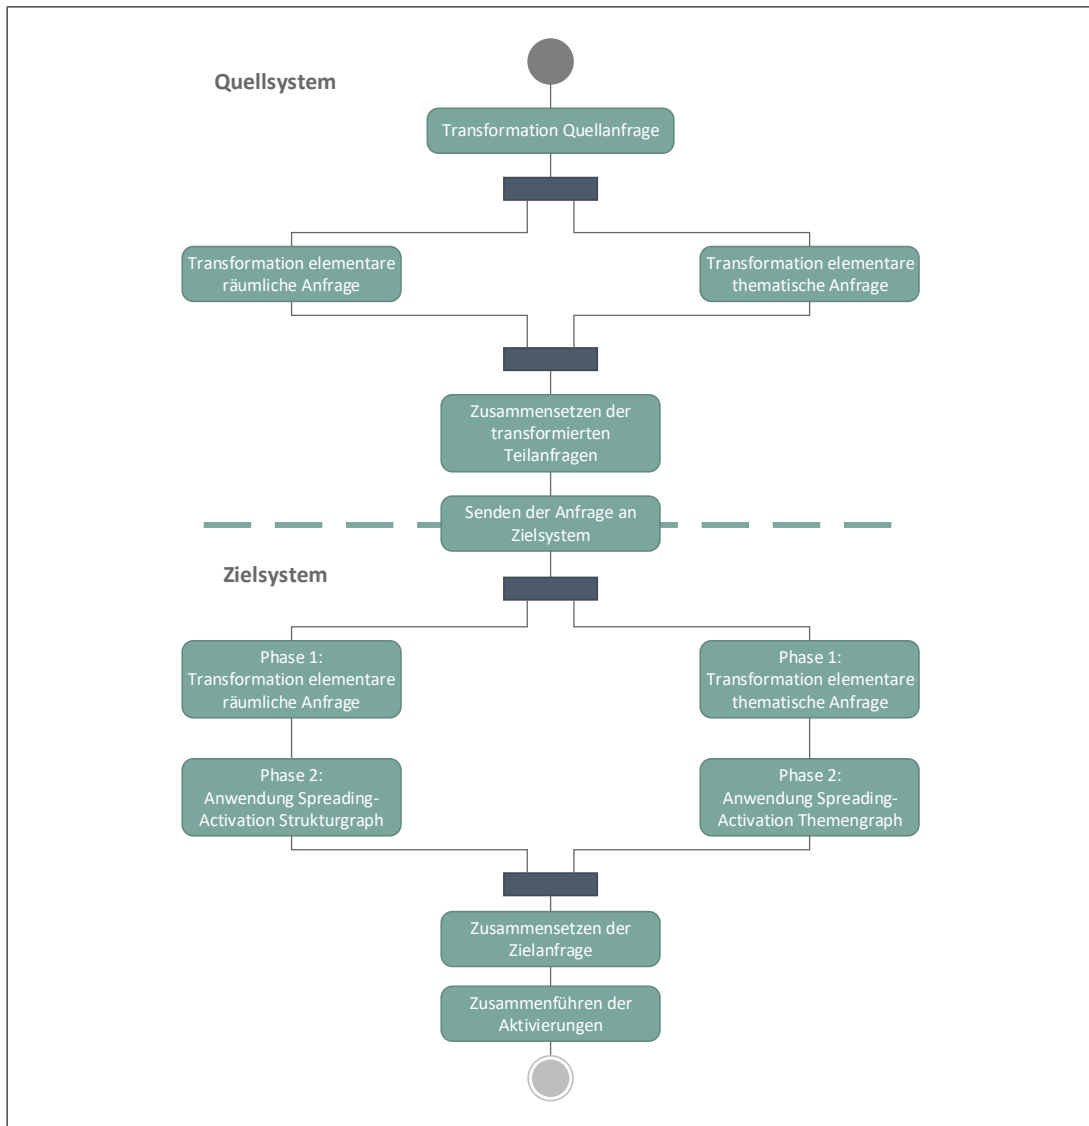 Quellsystem
Transformation Quellanfrage
Transformation elementare
räumliche Anfrage
Transformation elementare
thematische Anfrage
Zusammensetzen der
transformierten
Teilanfragen
Senden der Anfrage an
Zielsystem
Zielsystem
Phase 1:
Transformation elementare
räumliche Anfrage
Phase 1:
Transformation elementare
thematische Anfrage
Phase 2:
Anwendung Spreading-
Activation Strukturgraph
Phase 2:
Anwendung Spreading-
Activation Themengraph
Zusammensetzen der
Zielanfrage
Zusammenführen der
Aktivierungen